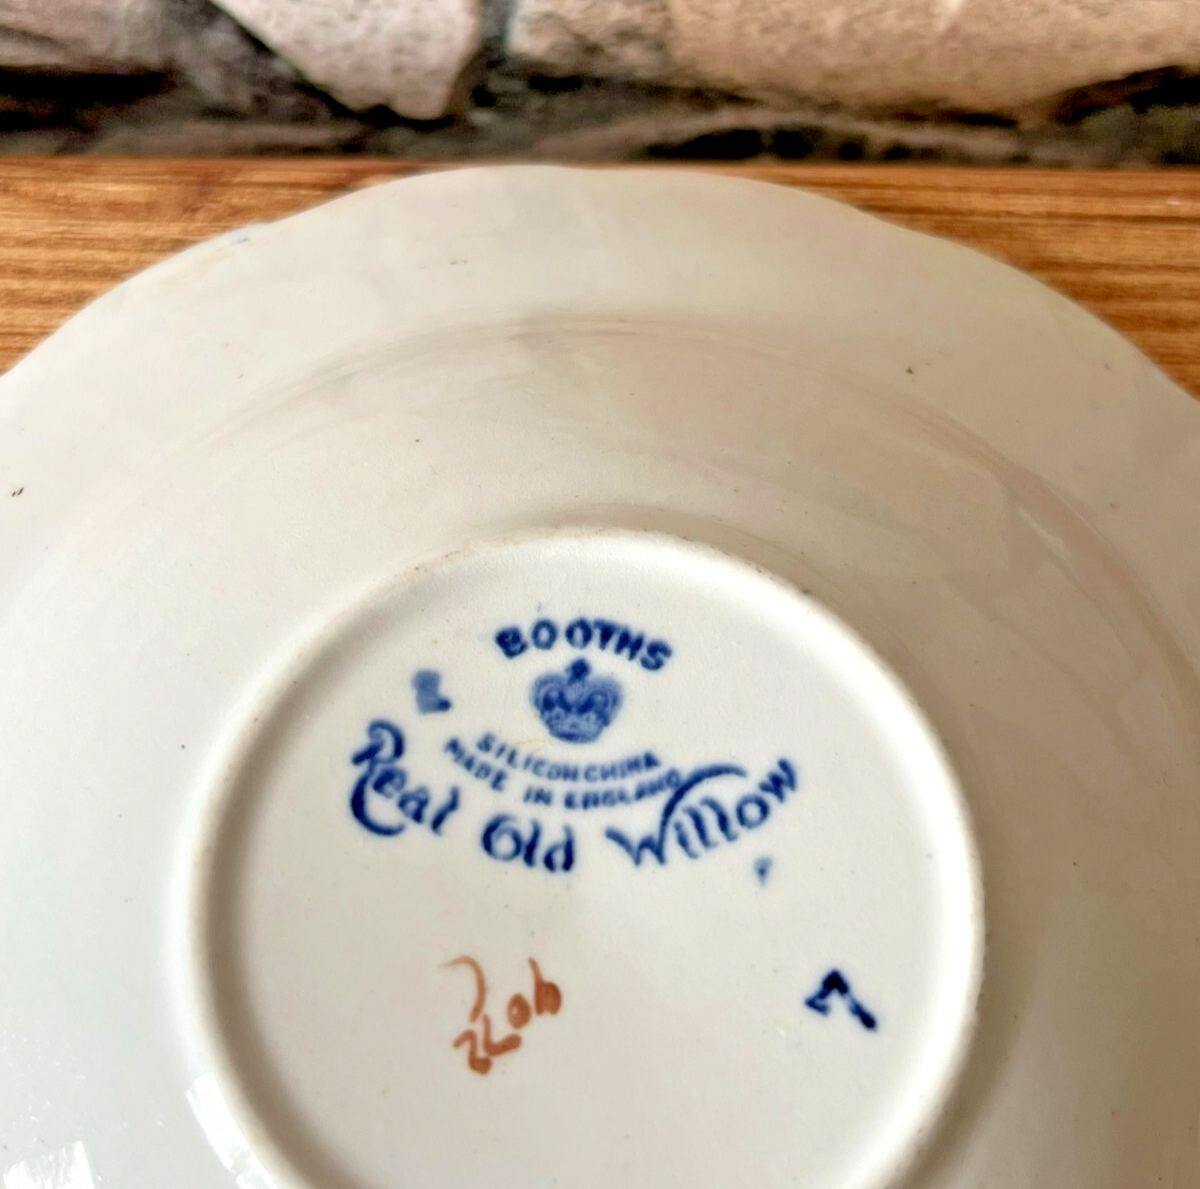 BOOTHS
SILICON CHINA
MADE IN ENGLAND
Real Old Willow